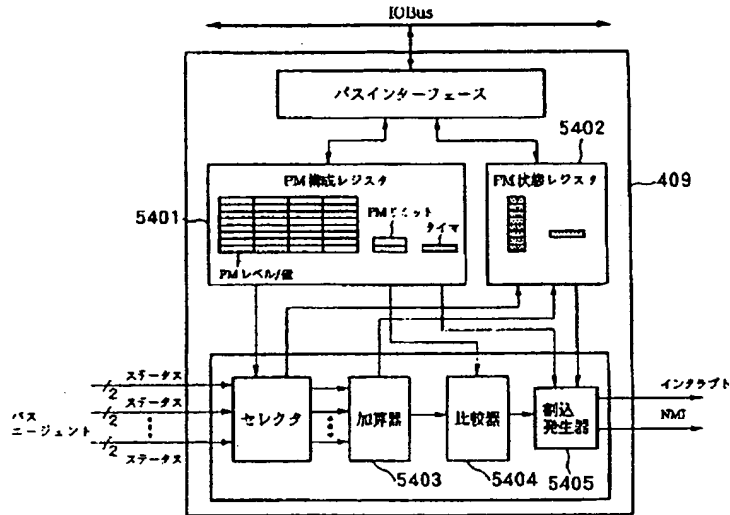 IOBus
バスインターフェース
5402
PM構成レジスタ
PM状態レジスタ
409
5401
PMリミット
タイマ
PMレベル/値
ステータス
2
バス
エージェント
ステータス
2
ステータス
2
セレクタ
加算器
比較器
割込
発生器
インタラプト
NMI
5403
5404
5405